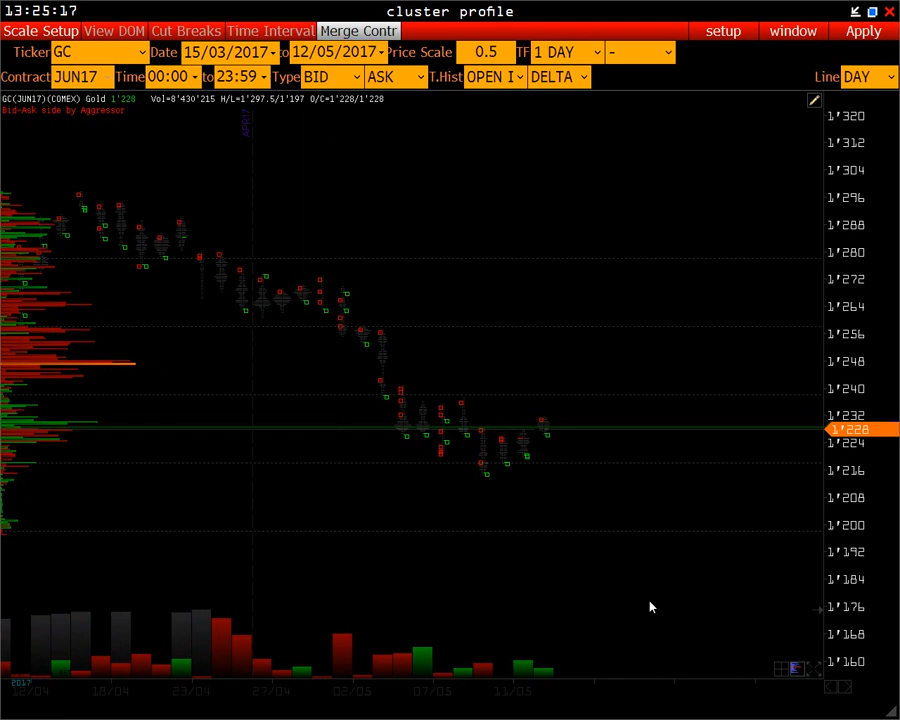 13:25:17 cluster profile
Scale Setup View DOM Cut Breaks Time Interval Merge Contr setup window Apply
Ticker GC Date 15/03/2017 to 12/05/2017 Price Scale 0.5 TF 1 DAY -
Contract JUN17 Time 00:00 to 23:59 Type BID ASK T.Hist OPEN I DELTA Line DAY
GC(JUN17)(COMEX) Gold 1'228 Vol=8'430'215 H/L=1'297.5/1'197 O/C=1'228/1'228
Bid-Ask side by Aggressor
APR17
1'320
1'312
1'304
1'296
1'288
1'280
1'272
1'264
1'256
1'248
1'240
1'232
1'228
1'224
1'216
1'208
1'200
1'192
1'184
1'176
1'168
1'160
2017
12/04 18/04 23/04 27/04 02/05 07/05 11/05